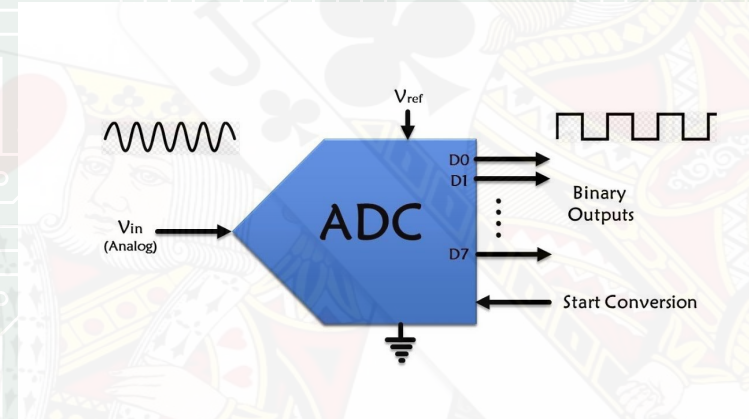 Vref
D0
D1
Binary
Outputs
ADC
Vin
(Analog)
D7
Start Conversion
J